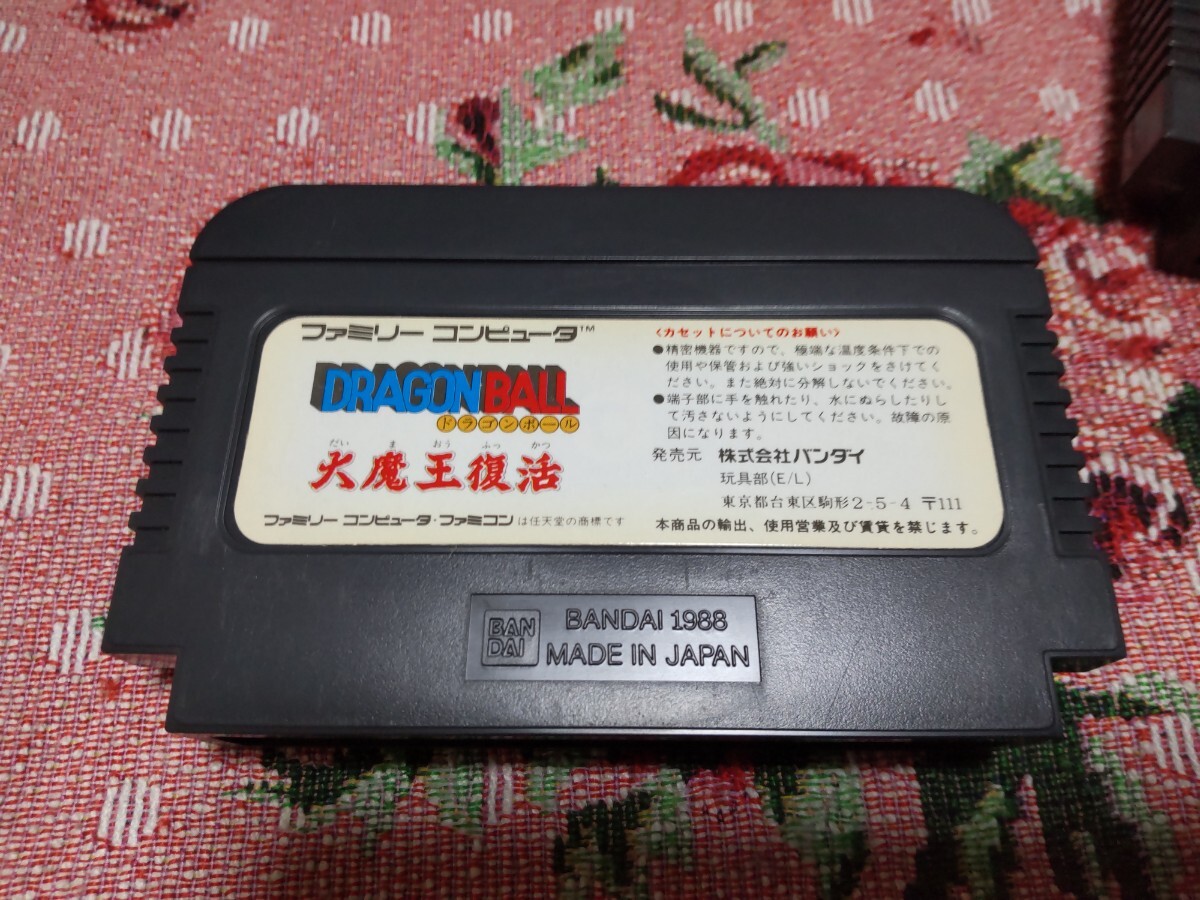 ファミリー コンピュータ™
DRAGON BALL
ドラゴンボール
だい ま おう ふっ かつ
大魔王復活
ファミリー コンピュータ・ファミコン は任天堂の商標です
〈カセットについてのお願い〉
●精密機器ですので、極端な温度条件下での
使用や保管および強いショックをさけてく
ださい。また絶対に分解しないでください。
●端子部に手を触れたり、水にぬらしたりし
て汚さないようにしてください。故障の原
因になります。
発売元 株式会社バンダイ
玩具部(E/L)
東京都台東区駒形2-5-4 〒111
本商品の輸出、使用営業及び賃貸を禁じます。
BAN
DAI
BANDAI 1988
MADE IN JAPAN